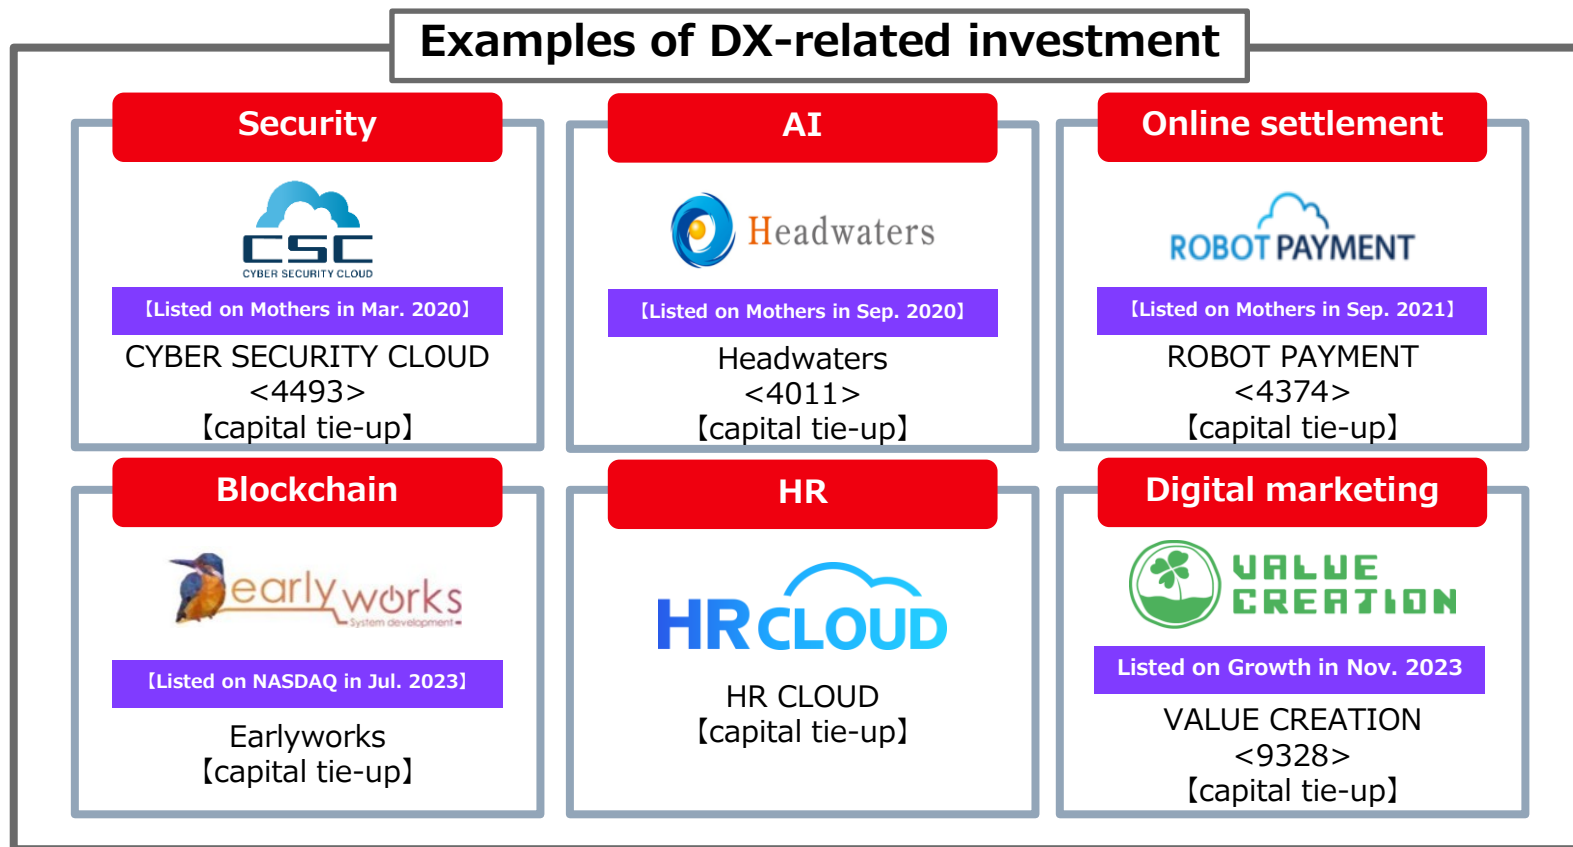 Examples of DX-related investment
Security
CSC
CYBER SECURITY CLOUD
【Listed on Mothers in Mar. 2020】
CYBER SECURITY CLOUD
<4493>
【capital tie-up】
AI
Headwaters
【Listed on Mothers in Sep. 2020】
Headwaters
<4011>
【capital tie-up】
Online settlement
ROBOT PAYMENT
【Listed on Mothers in Sep. 2021】
ROBOT PAYMENT
<4374>
【capital tie-up】
Blockchain
earlyworks
System development
【Listed on NASDAQ in Jul. 2023】
Earlyworks
【capital tie-up】
HR
HR CLOUD
HR CLOUD
【capital tie-up】
Digital marketing
VALUE
CREATION
Listed on Growth in Nov. 2023
VALUE CREATION
<9328>
【capital tie-up】